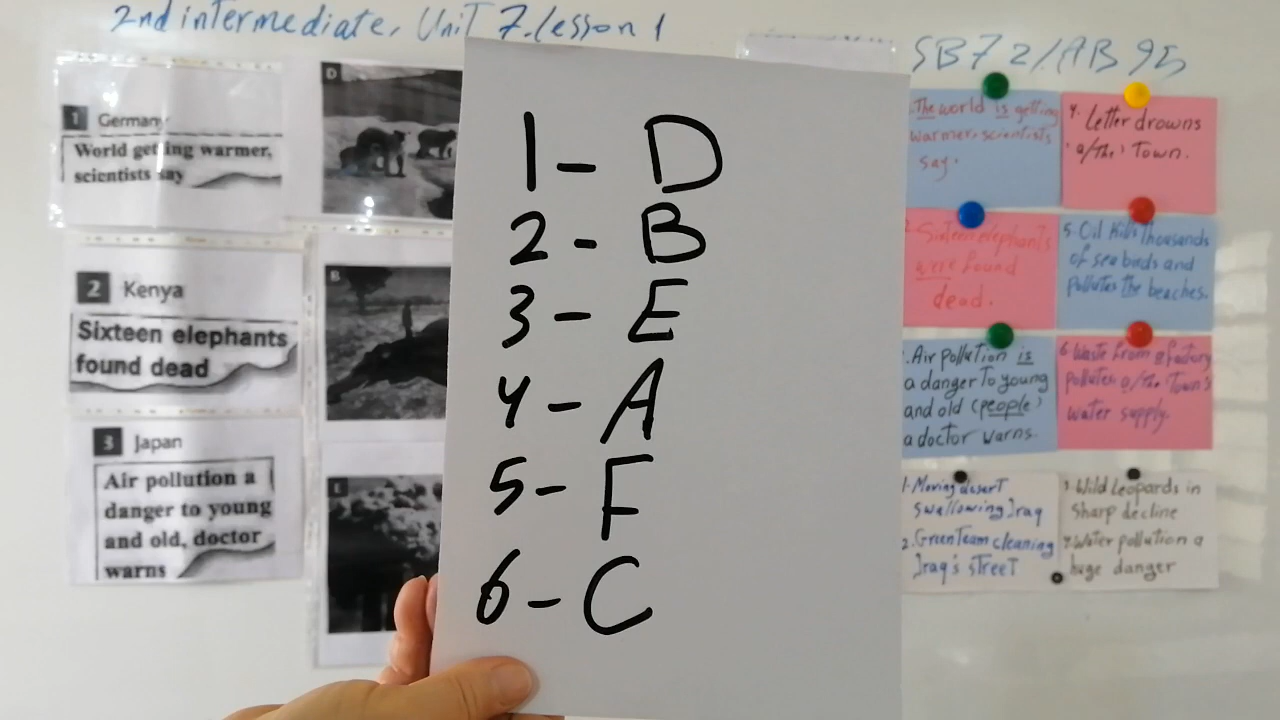 2nd intermediate, Unit 7. lesson 1
SB72/AB 95
1 Germany
World getting warmer,
scientists say
2 Kenya
Sixteen elephants
found dead
3 Japan
Air pollution a
danger to young
and old, doctor
warns
D
B
E
1- D
2- B
3- E
4- A
5- F
6- C
The world is getting
warmer, scientists
say.
Sixteen elephants
were found
dead.
Air pollution is
a danger to young
and old (people)
a doctor warns.
4. Letter drowns
a/the town.
5. Oil kills thousands
of sea birds and
pollutes the beaches.
6 Waste from a factory
pollutes a/the town's
water supply.
1. Moving desert
swallowing Iraq
2. Green Team cleaning
Iraq's street
3. Wild Leopards in
sharp decline
4. Water pollution a
huge danger